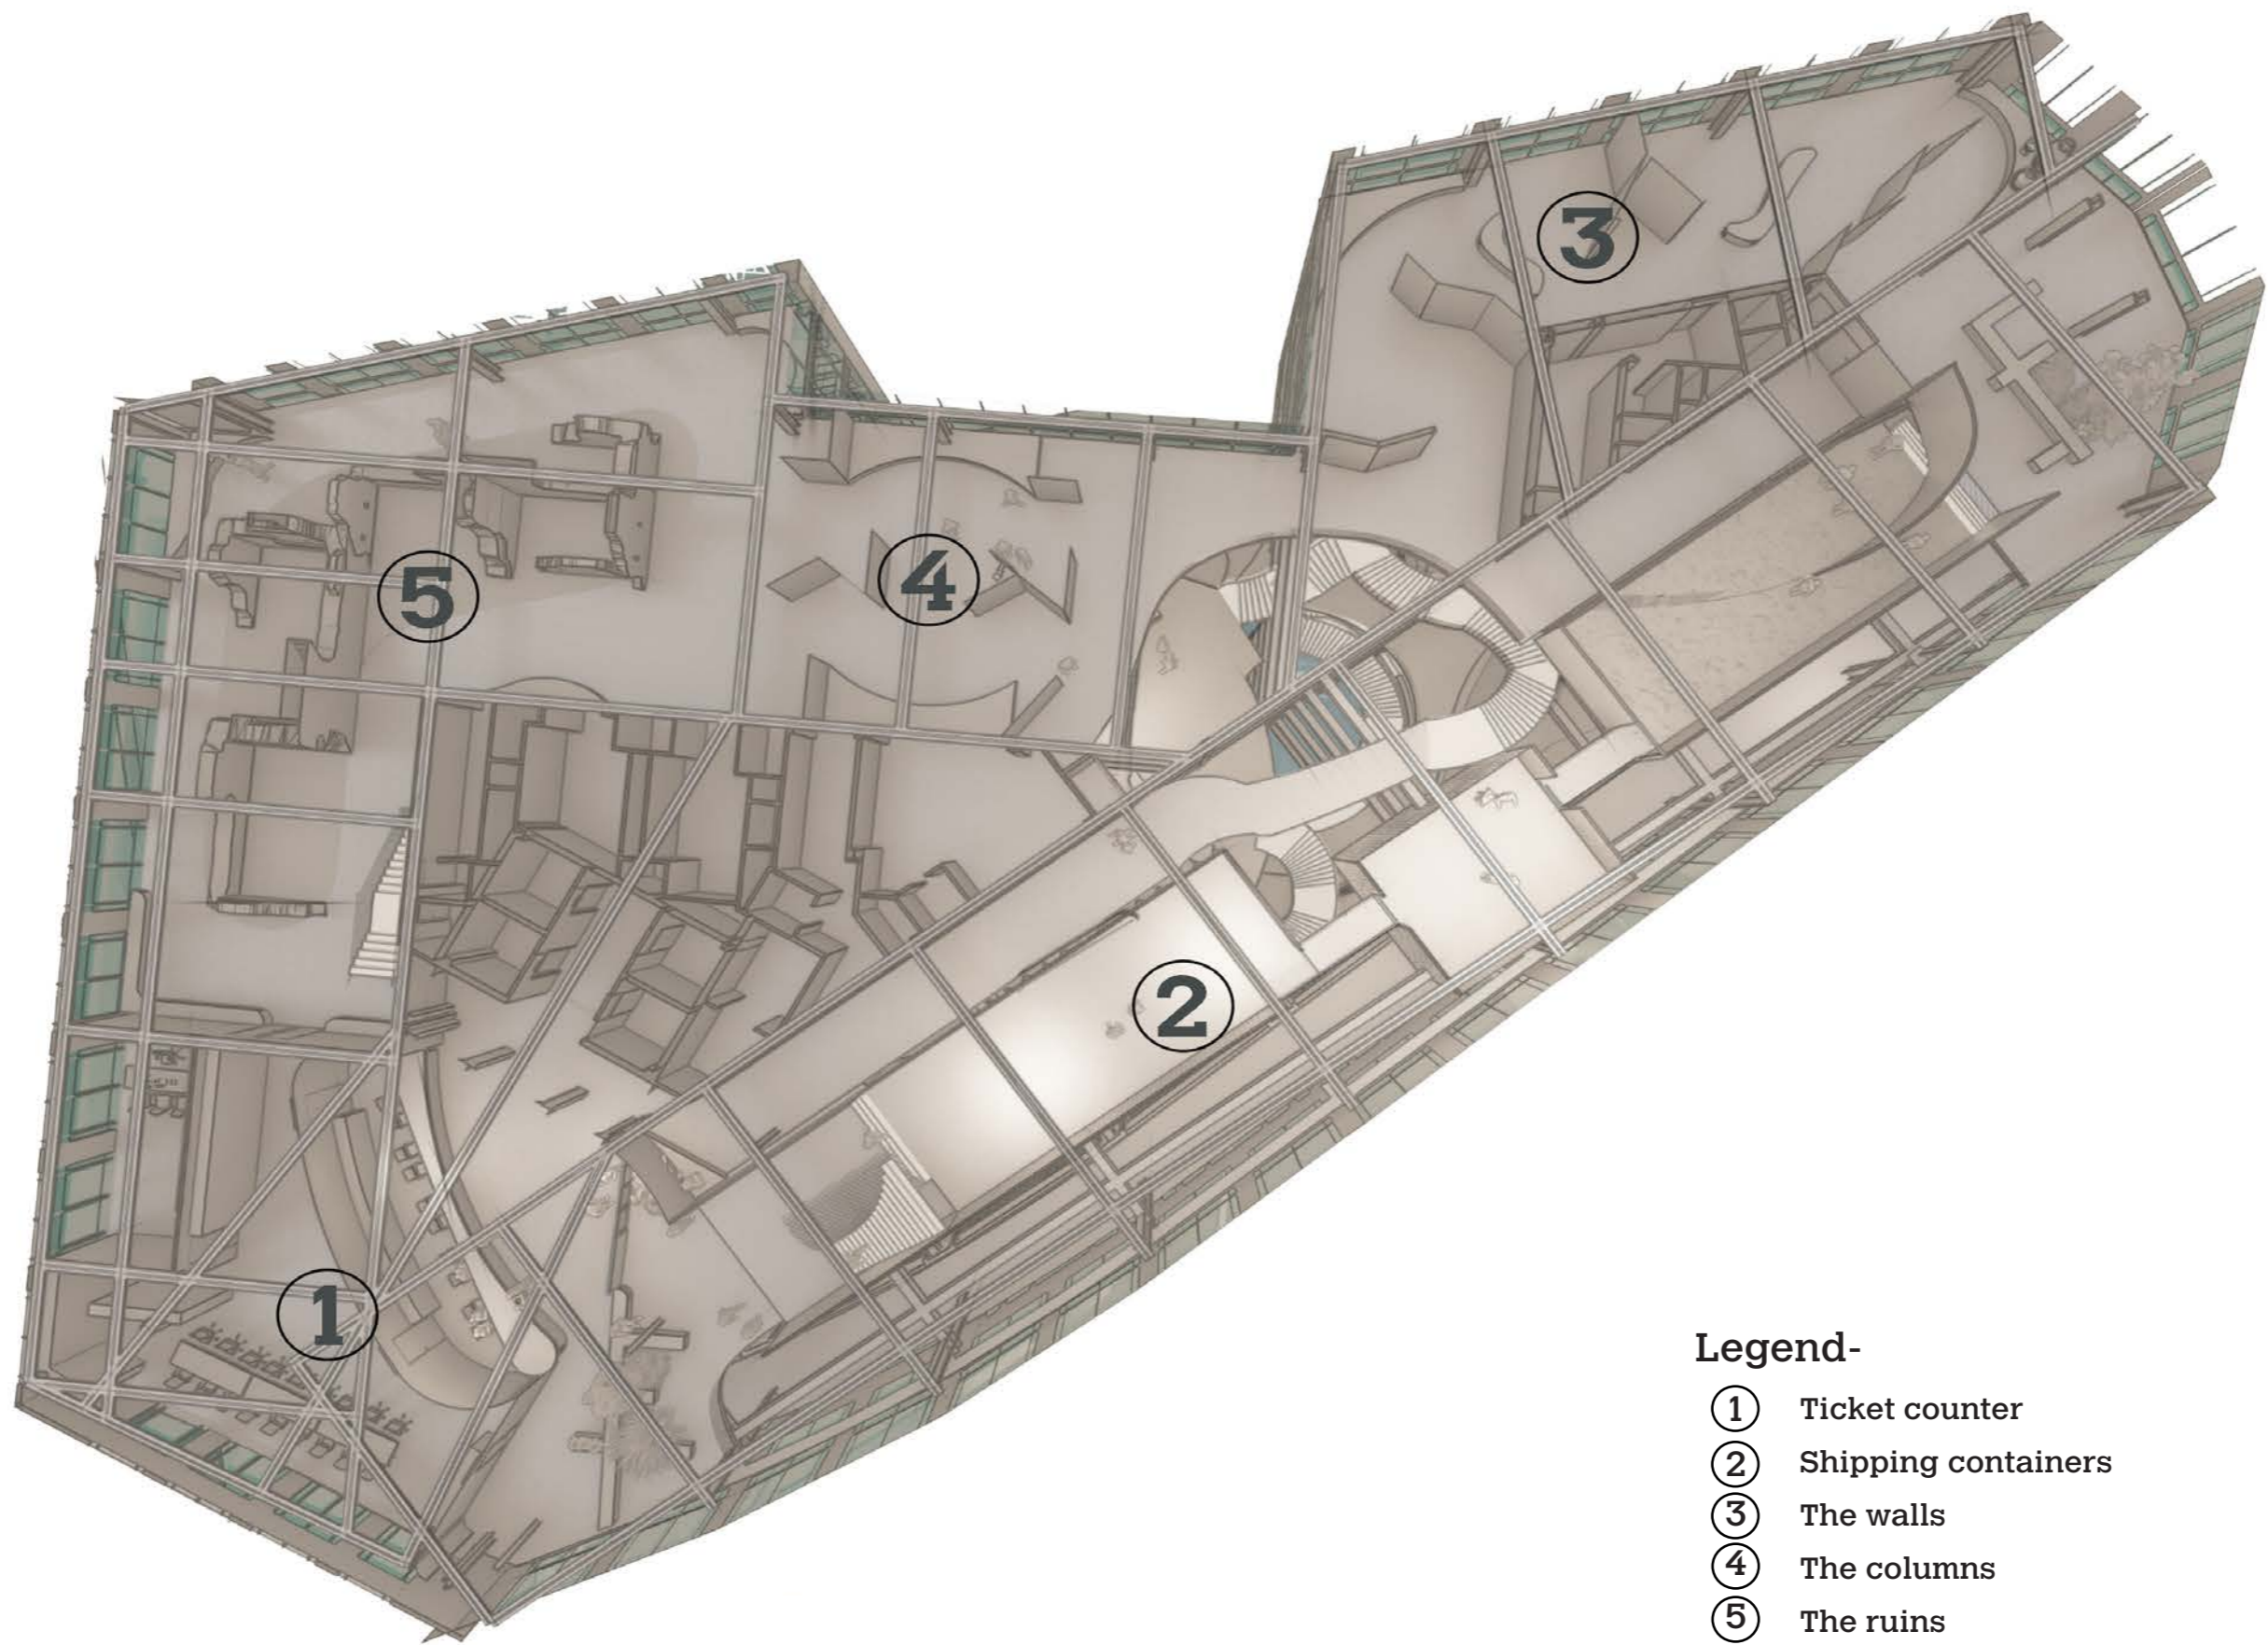 3
4
5
2
1
Legend-
1 Ticket counter
2 Shipping containers
3 The walls
4 The columns
5 The ruins